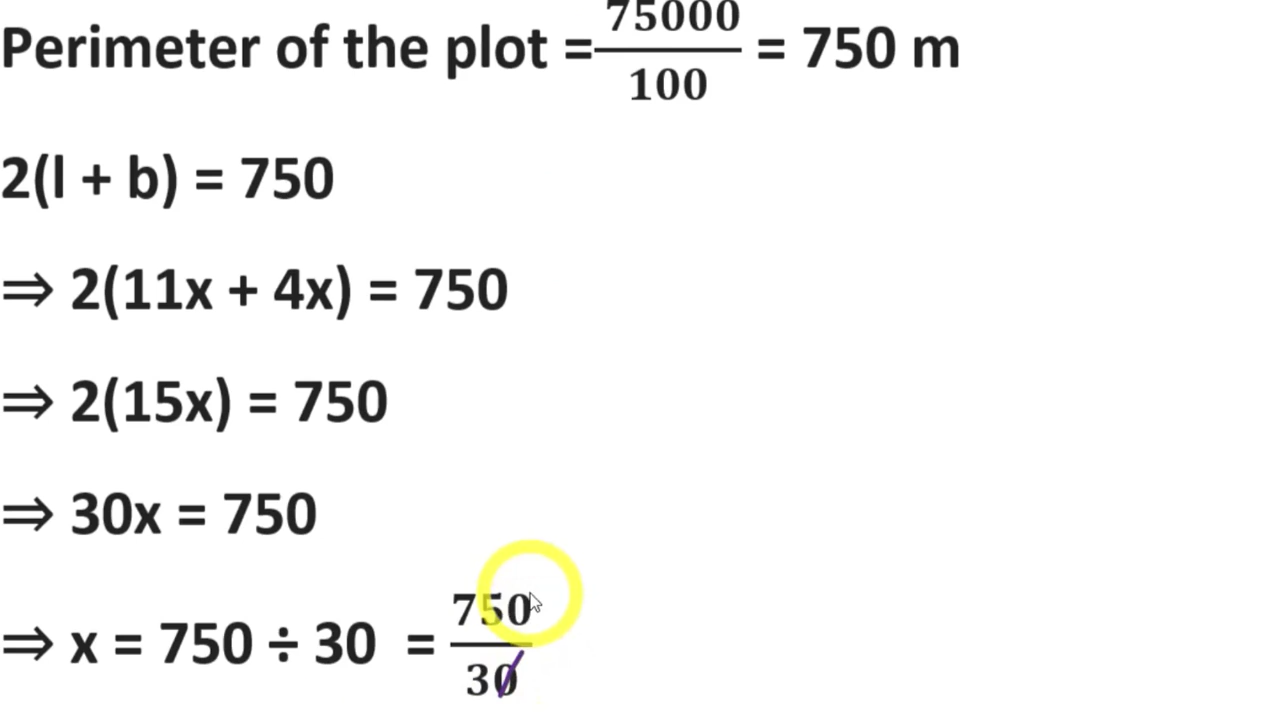 Perimeter of the plot = 75000/100 = 750 m
2(l + b) = 750
⇒ 2(11x + 4x) = 750
⇒ 2(15x) = 750
⇒ 30x = 750
⇒ x = 750 ÷ 30 = 750/30